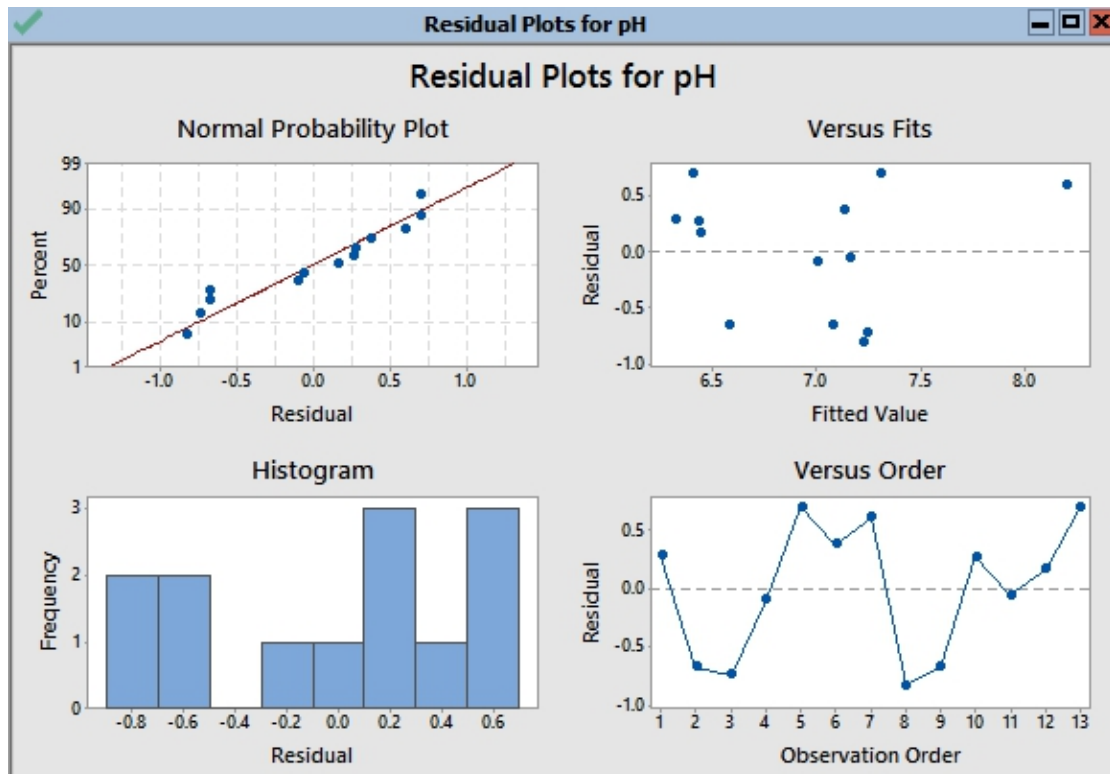 Residual Plots for pH
Residual Plots for pH
Normal Probability Plot
99
90
50
10
1
Percent
-1.0 -0.5 0.0 0.5 1.0
Residual
Versus Fits
0.5
0.0
-0.5
-1.0
Residual
6.5 7.0 7.5 8.0
Fitted Value
Histogram
3
2
1
0
Frequency
-0.8 -0.6 -0.4 -0.2 0.0 0.2 0.4 0.6
Residual
Versus Order
0.5
0.0
-0.5
-1.0
Residual
1 2 3 4 5 6 7 8 9 10 11 12 13
Observation Order